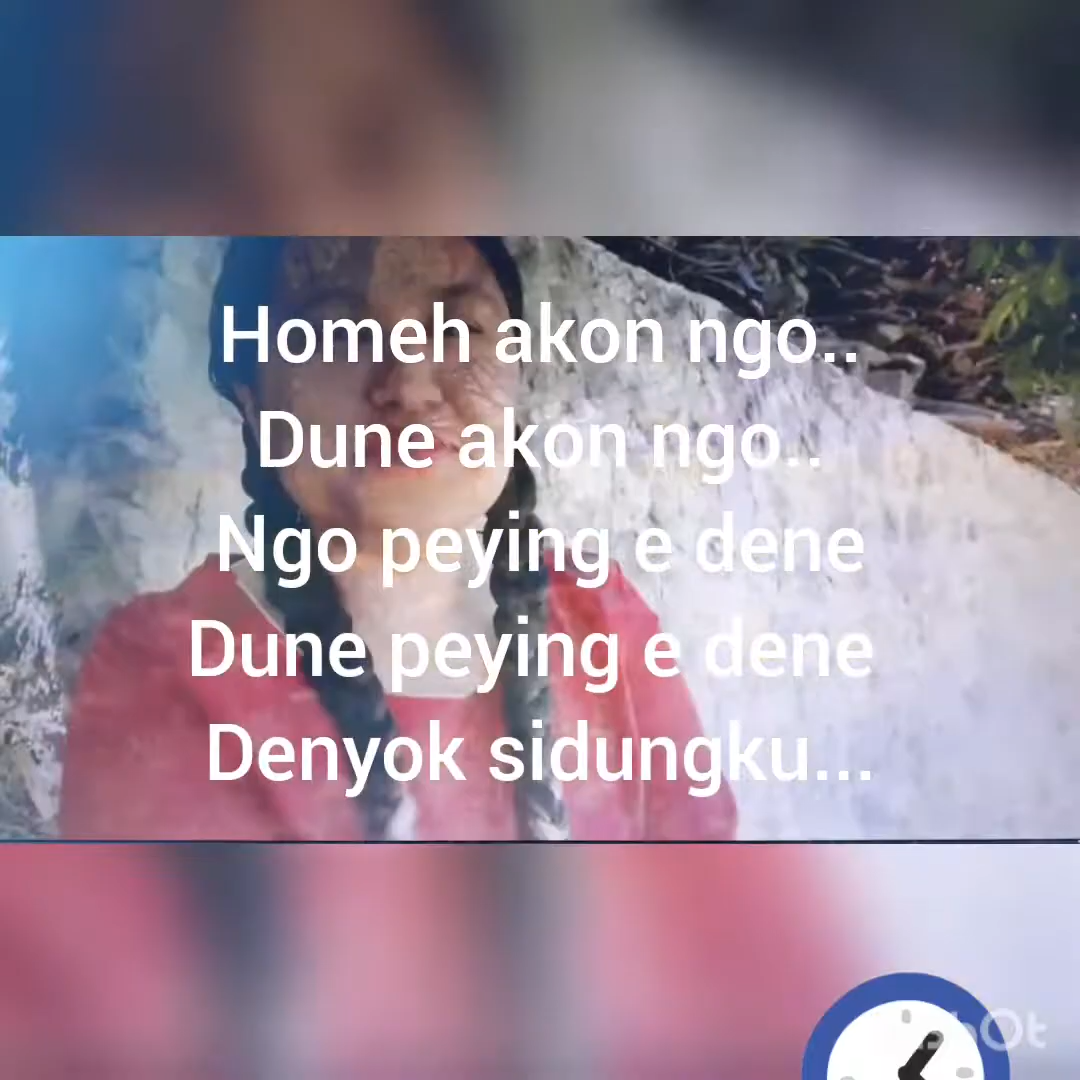 Homeh akon ngo..
Dune akon ngo..
Ngo peying e dene
Dune peying e dene
Denyok sidungku...